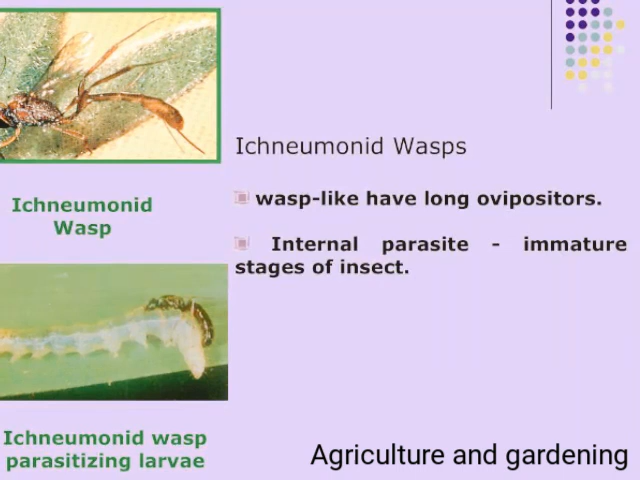 Ichneumonid Wasps
wasp-like have long ovipositors.
Internal parasite - immature
stages of insect.
Ichneumonid
Wasp
Ichneumonid wasp
parasitizing larvae
Agriculture and gardening